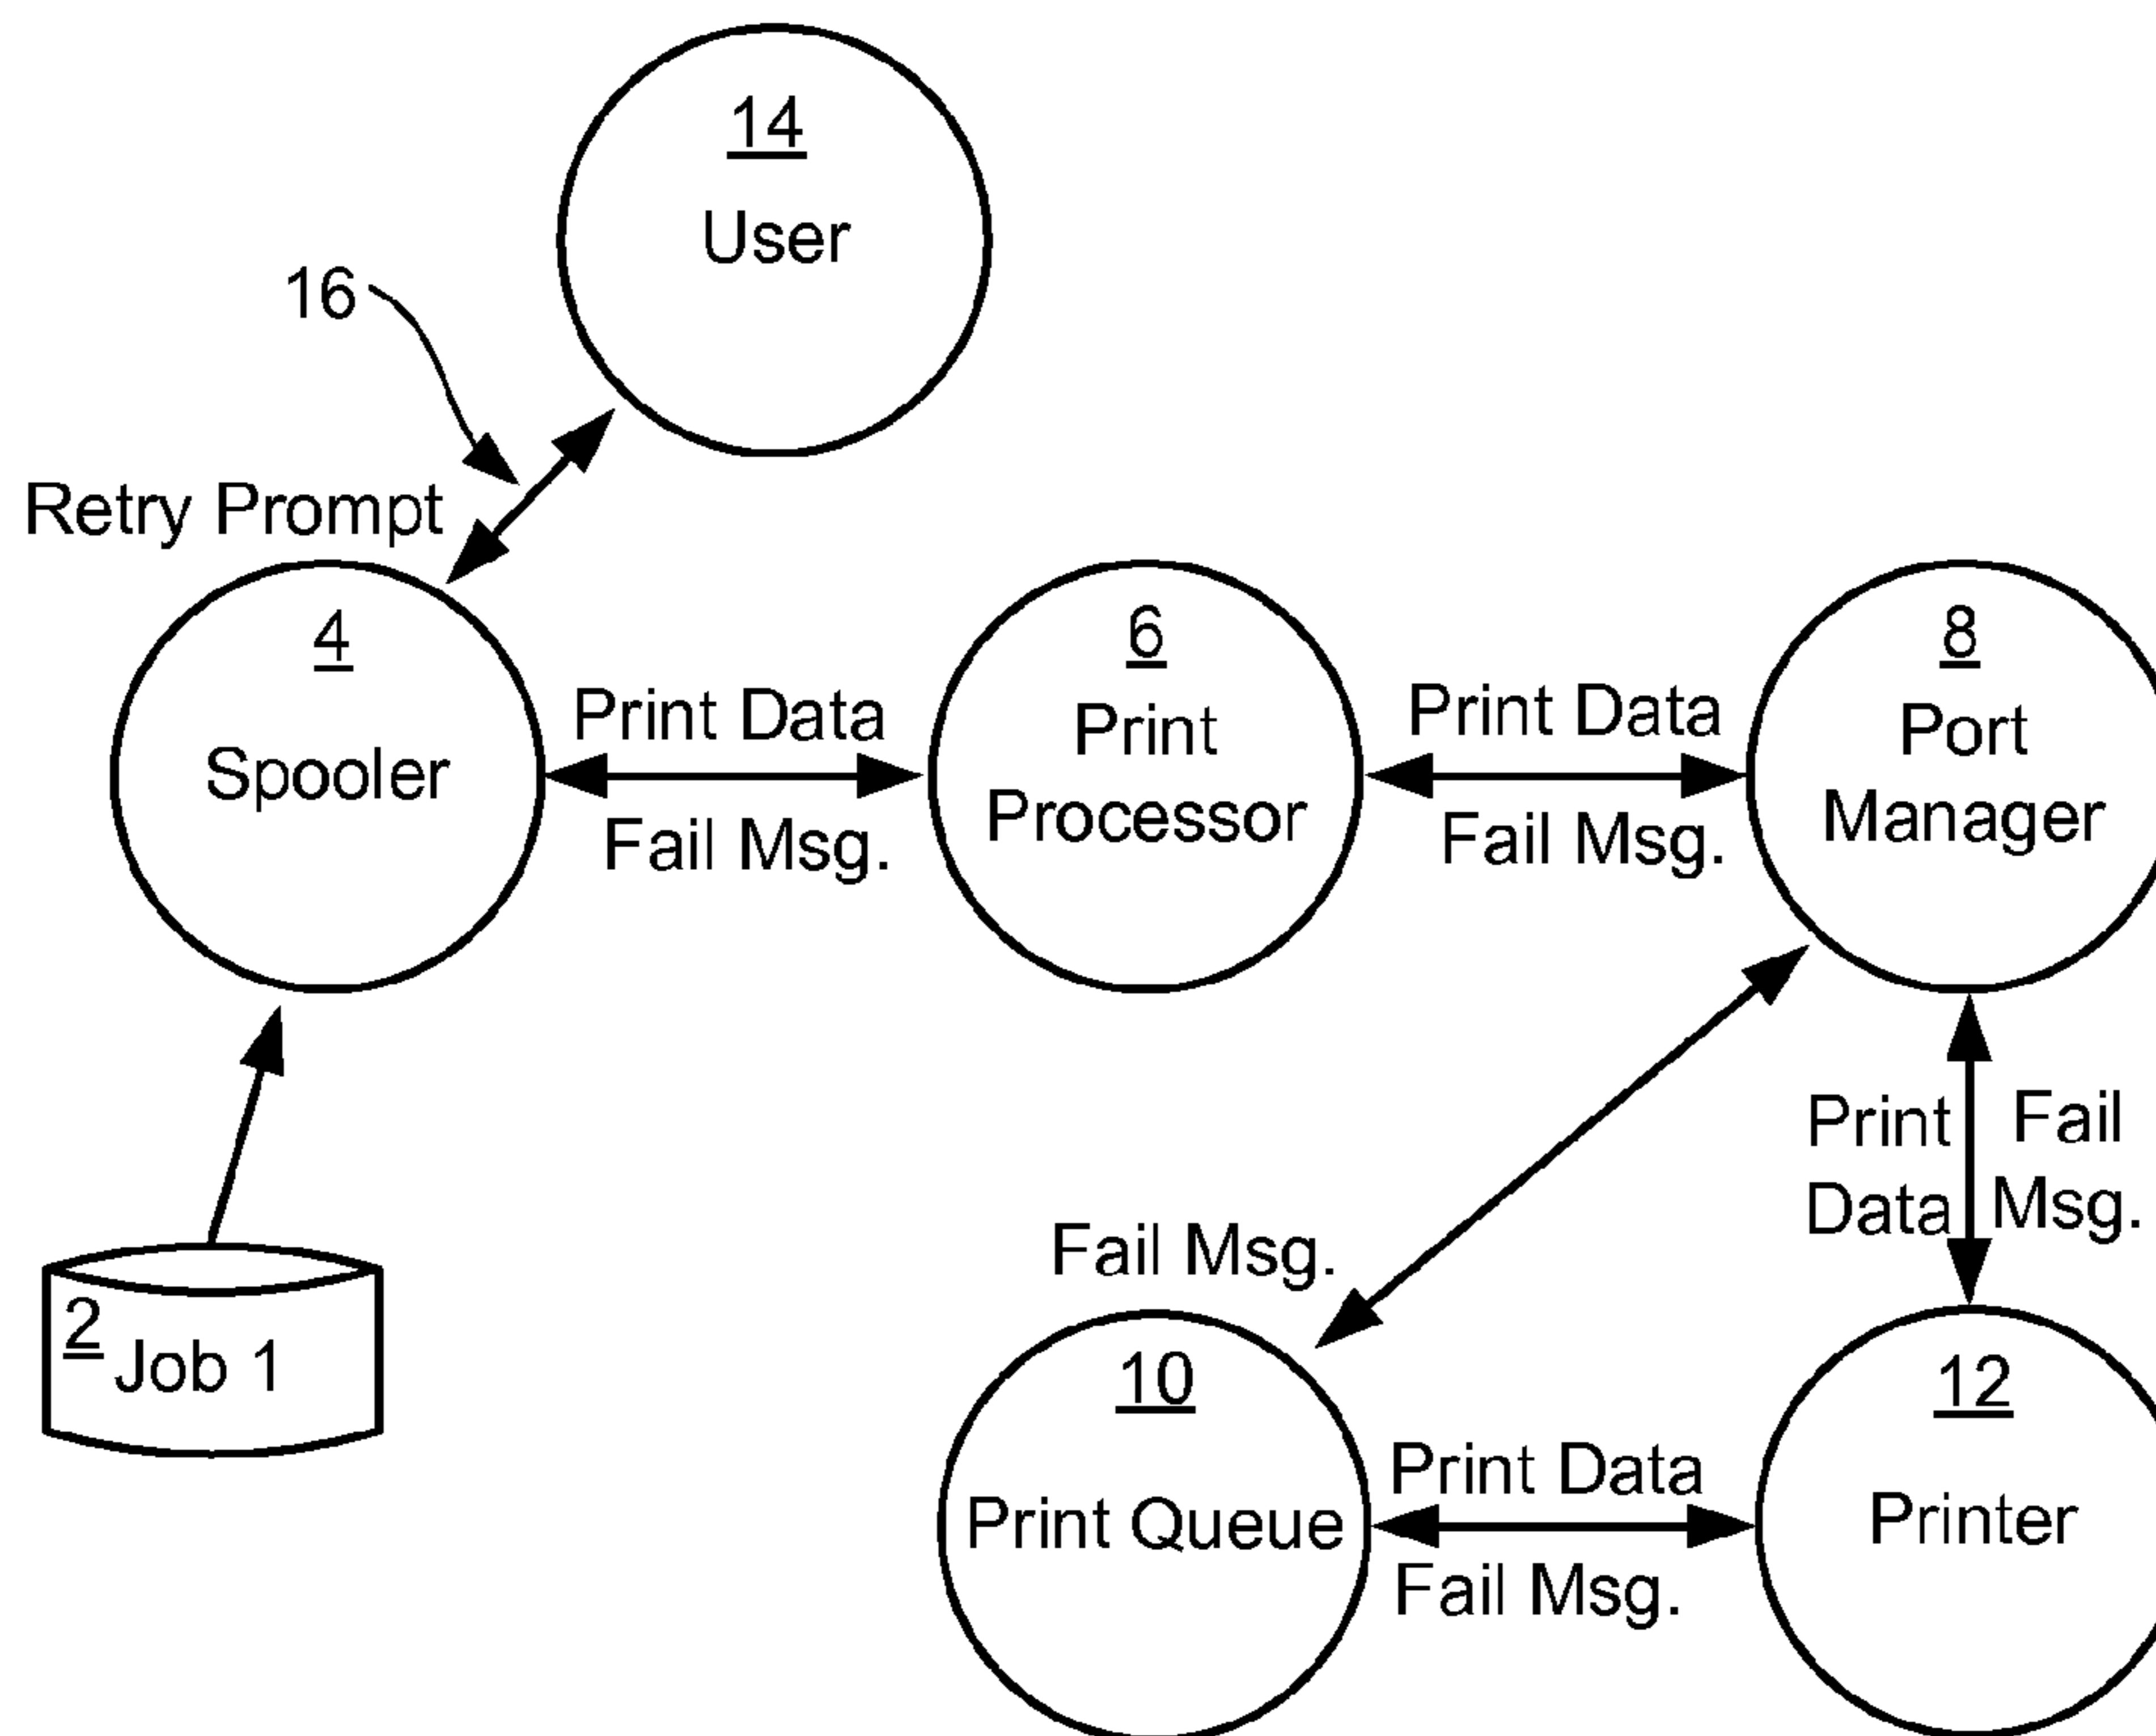 14
User
16
Retry Prompt
4
Spooler
Print Data
Fail Msg.
6
Print
Processor
Print Data
Fail Msg.
8
Port
Manager
Print
Data
Fail
Msg.
Fail Msg.
2
Job 1
10
Print Queue
Print Data
Fail Msg.
12
Printer